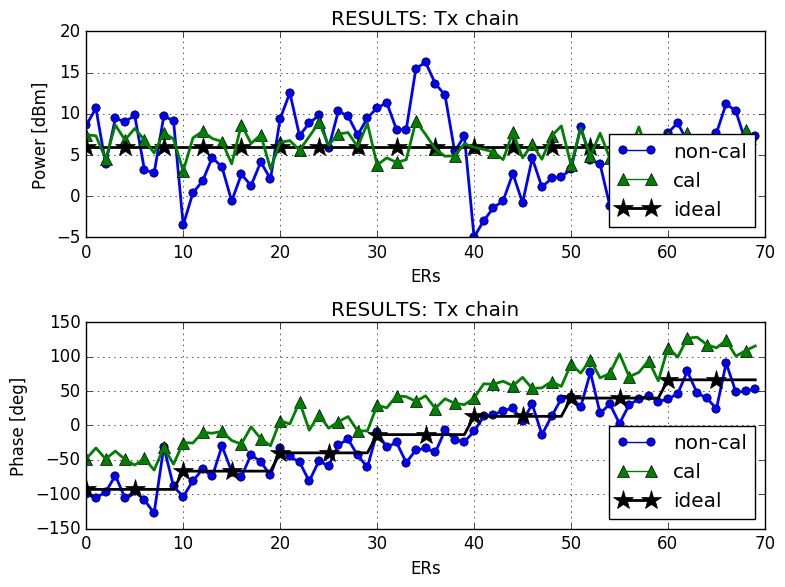 RESULTS: Tx chain
20
15
10
5
0
−5
Power [dBm]
non-cal
cal
ideal
0 10 20 30 40 50 60 70
ERs
RESULTS: Tx chain
150
100
50
0
−50
−100
−150
Phase [deg]
non-cal
cal
ideal
0 10 20 30 40 50 60 70
ERs